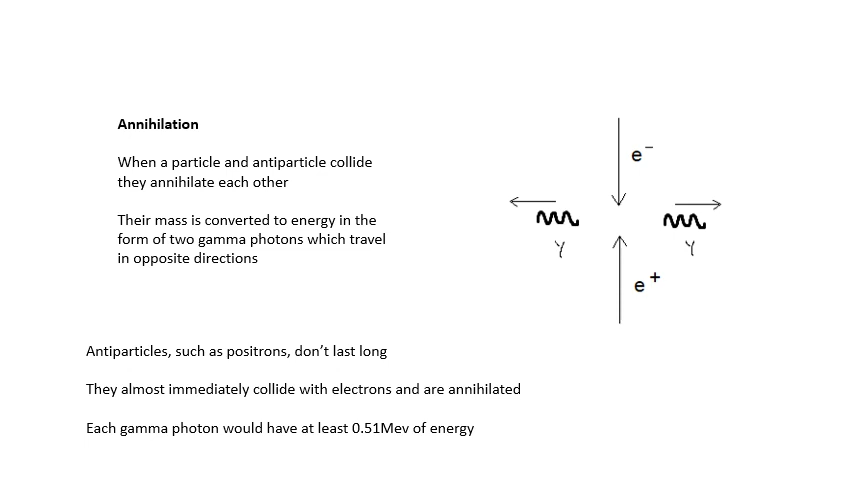 Annihilation
When a particle and antiparticle collide
they annihilate each other
Their mass is converted to energy in the
form of two gamma photons which travel
in opposite directions
e⁻
γ
γ
e⁺
Antiparticles, such as positrons, don’t last long
They almost immediately collide with electrons and are annihilated
Each gamma photon would have at least 0.51Mev of energy